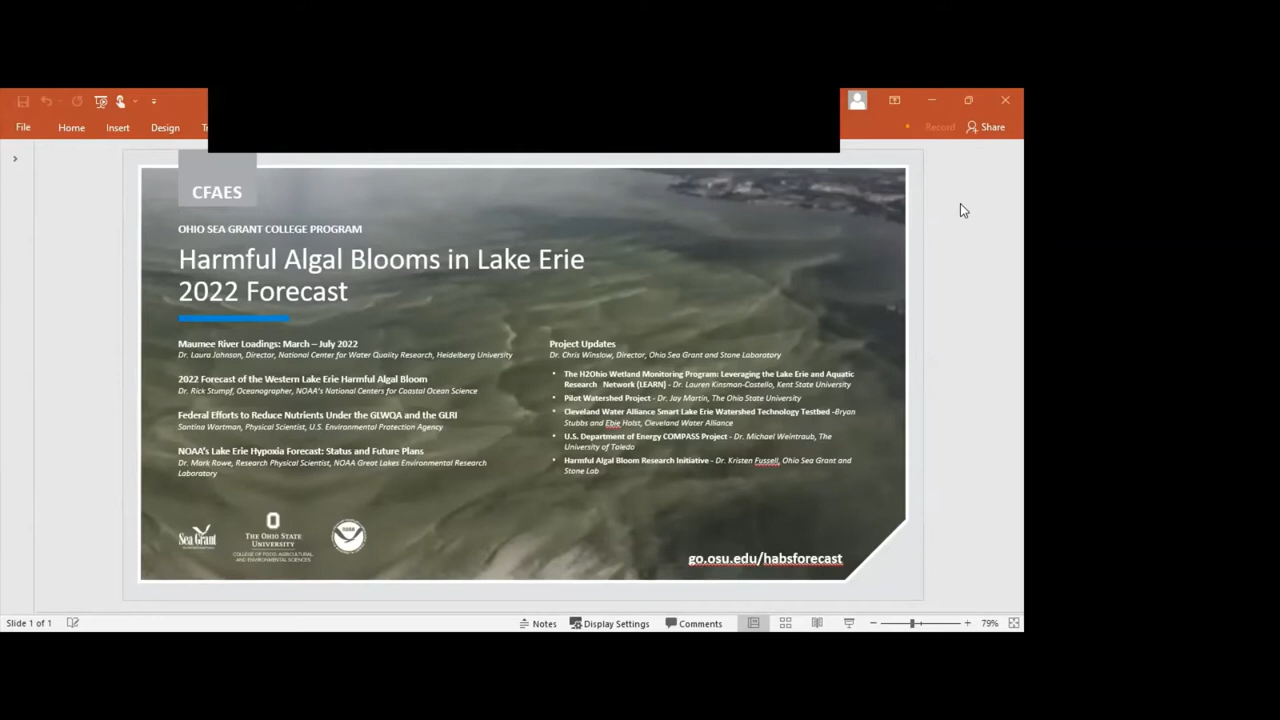 File
Home
Insert
Design
Record
Share
CFAES
OHIO SEA GRANT COLLEGE PROGRAM
Harmful Algal Blooms in Lake Erie
2022 Forecast
Maumee River Loadings: March – July 2022
Dr. Laura Johnson, Director, National Center for Water Quality Research, Heidelberg University
2022 Forecast of the Western Lake Erie Harmful Algal Bloom
Dr. Rick Stumpf, Oceanographer, NOAA's National Centers for Coastal Ocean Science
Federal Efforts to Reduce Nutrients Under the GLWQA and the GLRI
Santina Wortman, Physical Scientist, U.S. Environmental Protection Agency
NOAA's Lake Erie Hypoxia Forecast: Status and Future Plans
Dr. Mark Rowe, Research Physical Scientist, NOAA Great Lakes Environmental Research
Laboratory
Project Updates
Dr. Chris Winslow, Director, Ohio Sea Grant and Stone Laboratory
• The H2Ohio Wetland Monitoring Program: Leveraging the Lake Erie and Aquatic
Research Network [LEARN] - Dr. Lauren Kinsman-Costello, Kent State University
• Pilot Watershed Project - Dr. Jay Martin, The Ohio State University
• Cleveland Water Alliance Smart Lake Erie Watershed Technology Testbed -Bryan
Stubbs and Ebie Holst, Cleveland Water Alliance
• U.S. Department of Energy COMPASS Project - Dr. Michael Weintraub, The
University of Toledo
• Harmful Algal Bloom Research Initiative - Dr. Kristen Fussell, Ohio Sea Grant and
Stone Lab
Sea Grant
THE OHIO STATE
UNIVERSITY
COLLEGE OF FOOD, AGRICULTURAL,
AND ENVIRONMENTAL SCIENCES
NOAA
go.osu.edu/habsforecast
Slide 1 of 1
Notes
Display Settings
Comments
79%